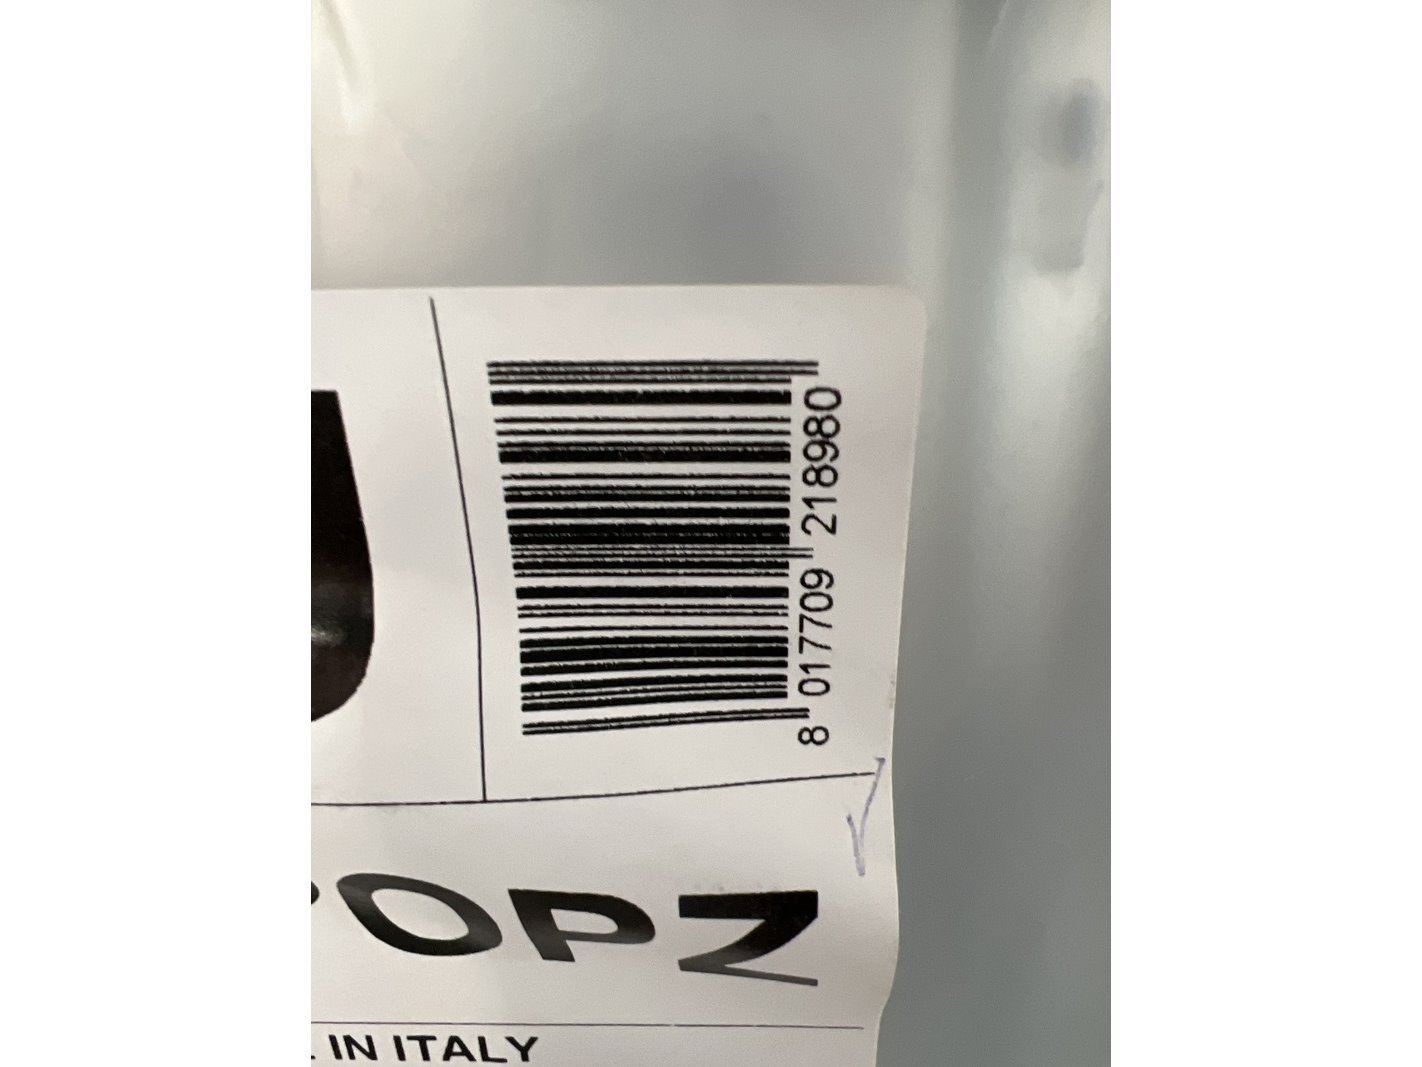 8 017709 218980
OPZ
. IN ITALY